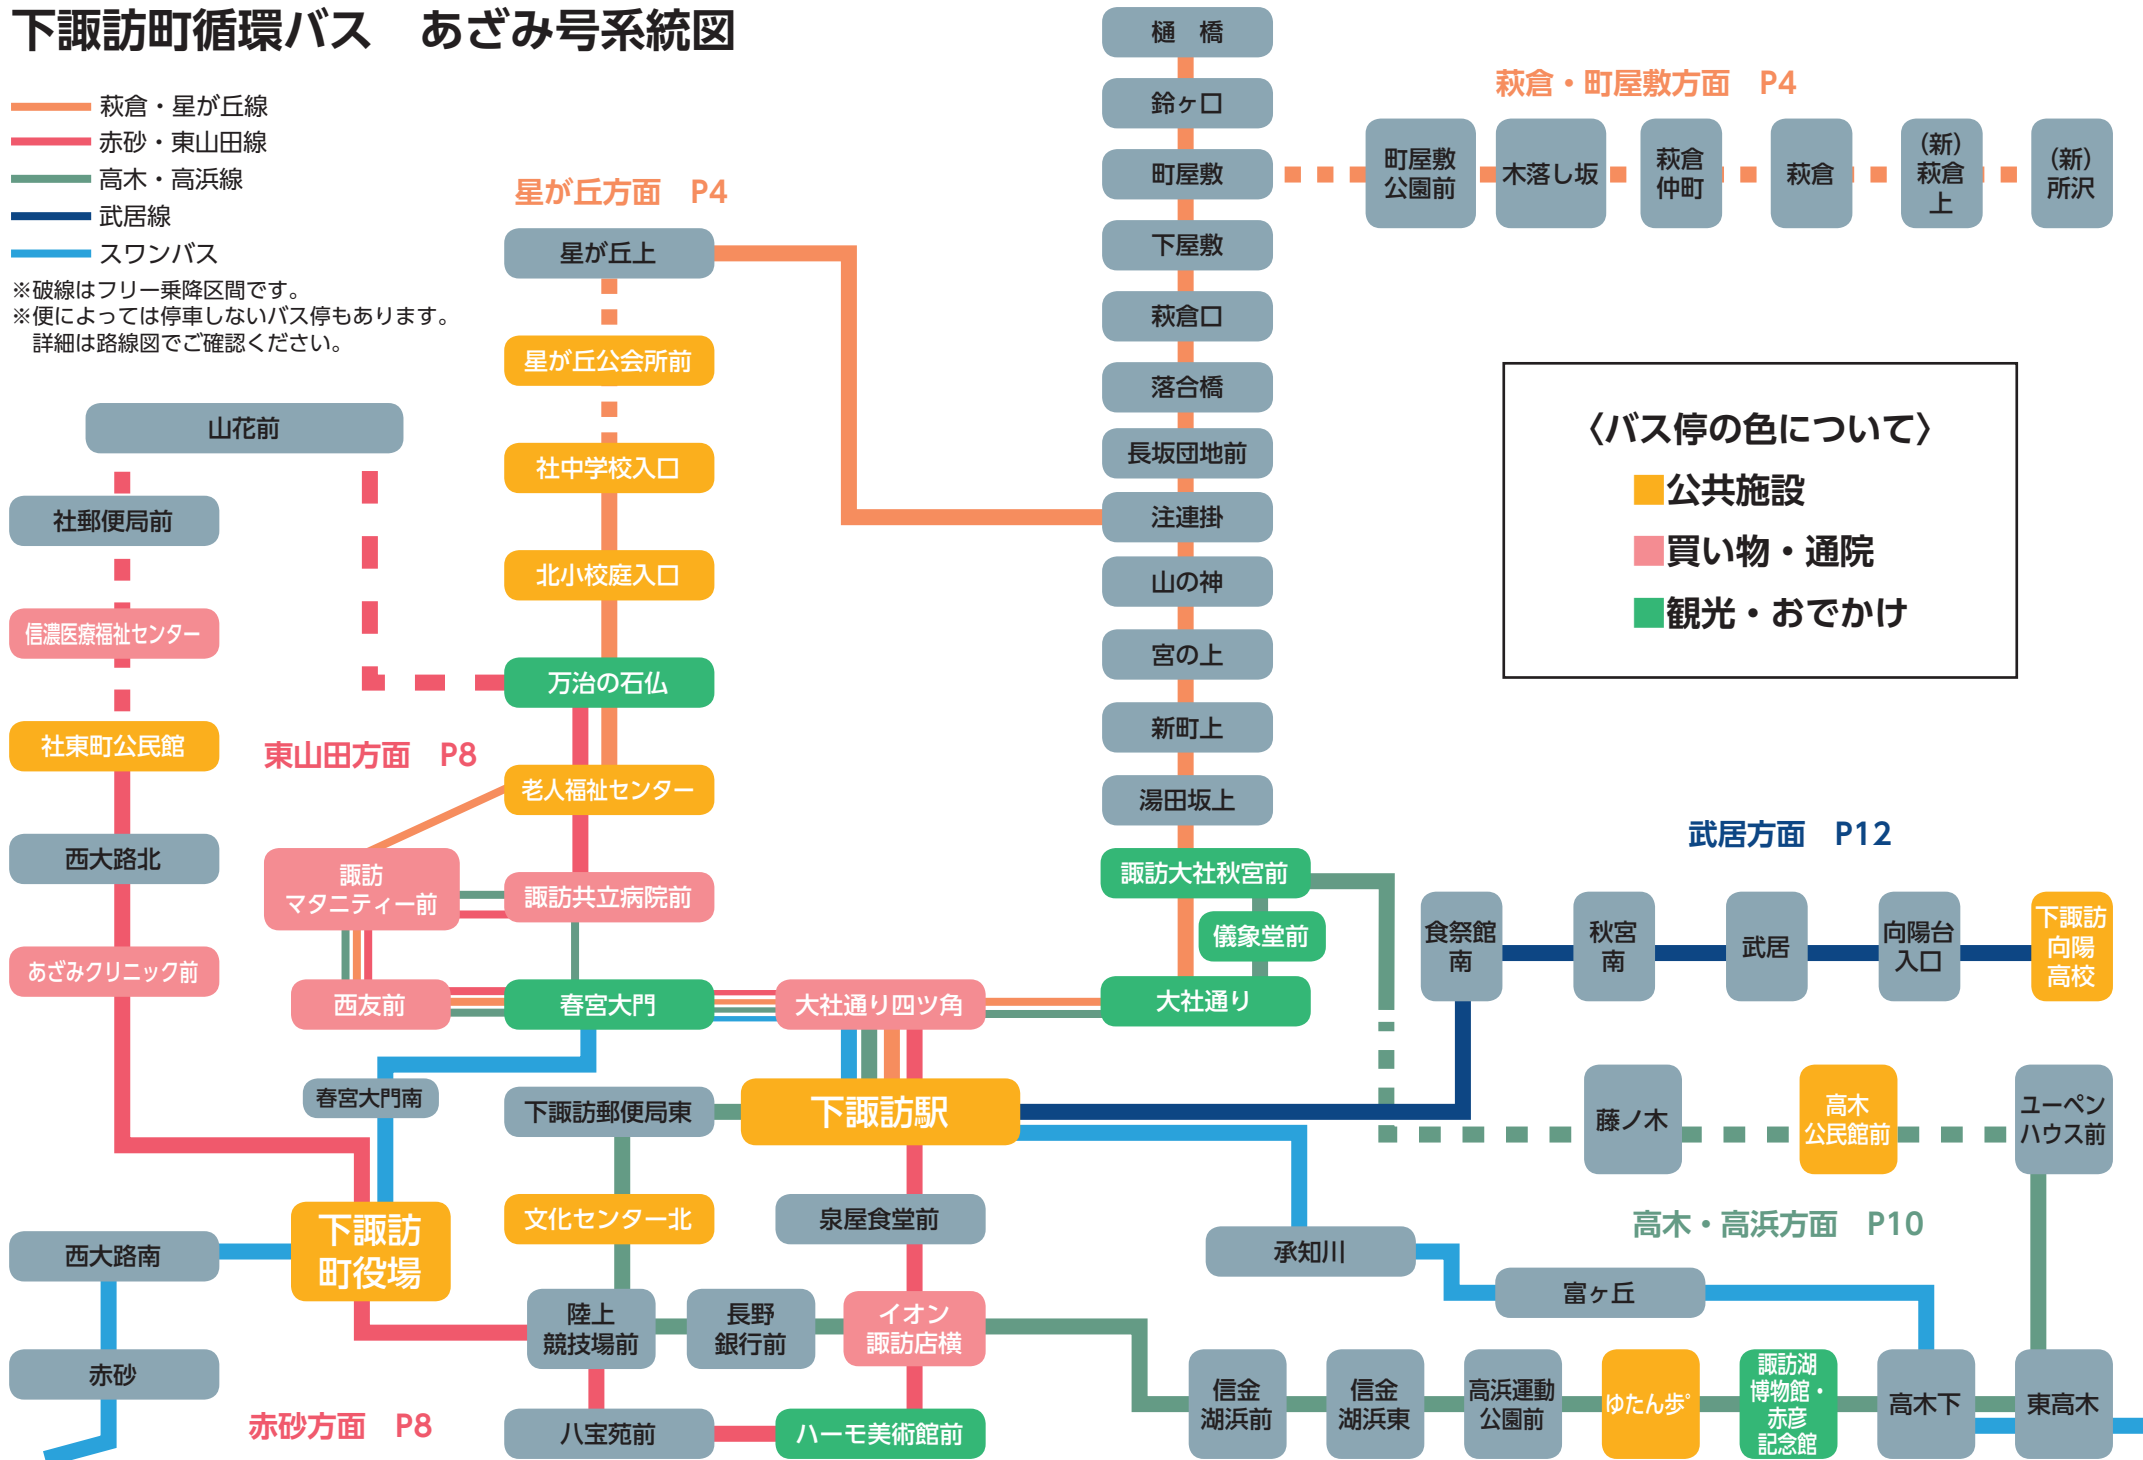 下諏訪町循環バス　あざみ号系統図
萩倉・星が丘線
赤砂・東山田線
高木・高浜線
武居線
スワンバス
※破線はフリー乗降区間です。
※便によっては停車しないバス停もあります。
詳細は路線図でご確認ください。
星が丘方面　P4
星が丘上
星が丘公会所前
社中学校入口
北小校庭入口
万治の石仏
老人福祉センター
山花前
社郵便局前
信濃医療福祉センター
社東町公民館
西大路北
あざみクリニック前
東山田方面　P8
諏訪
マタニティー前
諏訪共立病院前
西友前
春宮大門
大社通り四ツ角
大社通り
樋　橋
鈴ヶ口
町屋敷
下屋敷
萩倉口
落合橋
長坂団地前
注連掛
山の神
宮の上
新町上
湯田坂上
諏訪大社秋宮前
儀象堂前
萩倉・町屋敷方面　P4
町屋敷
公園前
木落し坂
萩倉
仲町
萩倉
（新）
萩倉
上
（新）
所沢
〈バス停の色について〉
■公共施設
■買い物・通院
■観光・おでかけ
武居方面　P12
食祭館
南
秋宮
南
武居
向陽台
入口
下諏訪
向陽
高校
春宮大門南
下諏訪郵便局東
下諏訪駅
藤ノ木
高木
公民館前
ユーペン
ハウス前
高木・高浜方面　P10
西大路南
下諏訪
町役場
文化センター北
泉屋食堂前
承知川
富ヶ丘
赤砂
陸上
競技場前
長野
銀行前
イオン
諏訪店横
赤砂方面　P8
八宝苑前
ハーモ美術館前
信金
湖浜前
信金
湖浜東
高浜運動
公園前
ゆたん歩°
諏訪湖
博物館・
赤彦
記念館
高木下
東高木